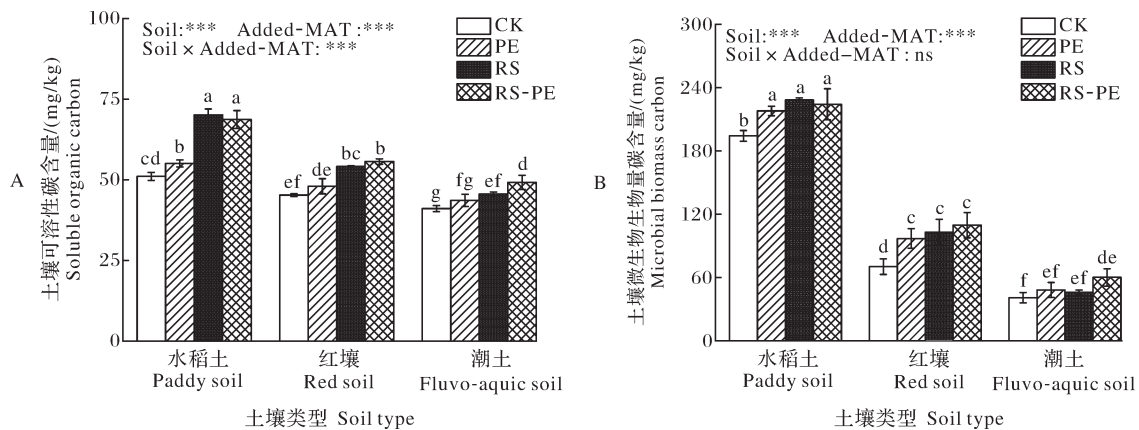 A
土壤可溶性碳含量/(mg/kg)
Soluble organic carbon
100
75
50
25
0
Soil:*** Added-MAT:***
Soil × Added-MAT: ***
CK
PE
RS
RS-PE
cd b a a
ef de bc b
g fg ef d
水稻土 红壤 潮土
Paddy soil Red soil Fluvo-aquic soil
土壤类型 Soil type
B
土壤微生物生物量碳含量/(mg/kg)
Microbial biomass carbon
300
240
180
120
60
0
Soil:*** Added-MAT:***
Soil × Added-MAT: ns
CK
PE
RS
RS-PE
b a a a
d c c c
f ef ef de
水稻土 红壤 潮土
Paddy soil Red soil Fluvo-aquic soil
土壤类型 Soil type